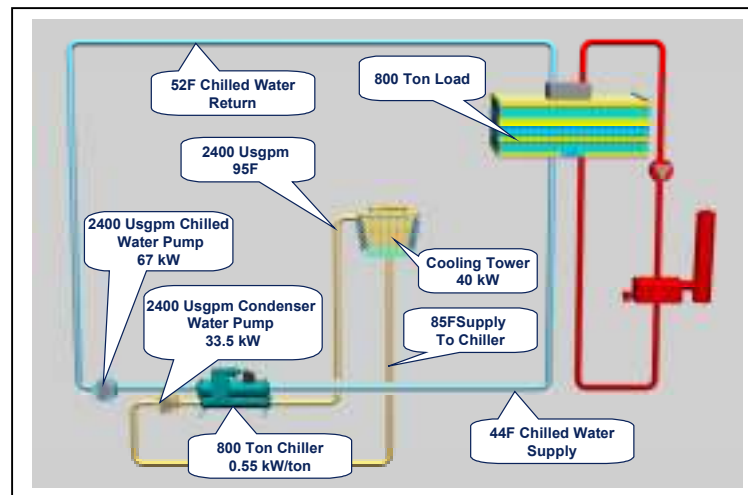 52F Chilled Water
Return
800 Ton Load
2400 Usgpm
95F
2400 Usgpm Chilled
Water Pump
67 kW
Cooling Tower
40 kW
2400 Usgpm Condenser
Water Pump
33.5 kW
85FSupply
To Chiller
800 Ton Chiller
0.55 kW/ton
44F Chilled Water
Supply